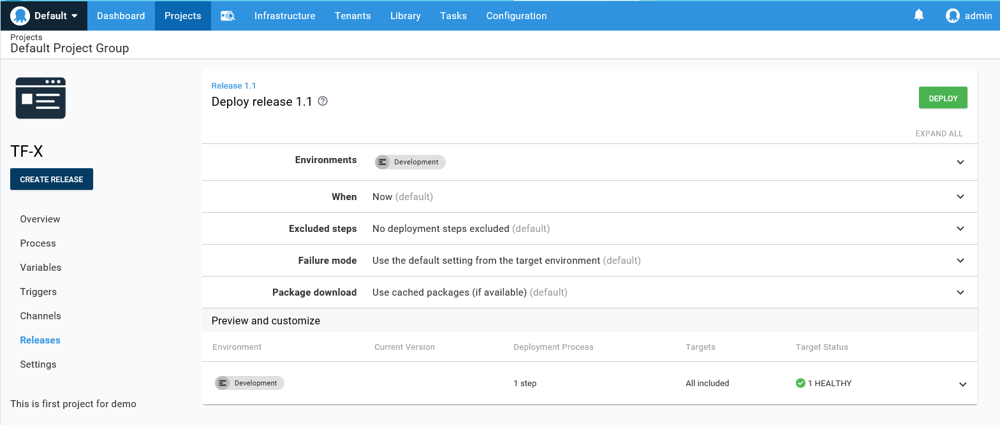 Default Dashboard Projects Infrastructure Tenants Library Tasks Configuration admin
Projects
Default Project Group
TF-X
CREATE RELEASE
Overview
Process
Variables
Triggers
Channels
Releases
Settings
This is first project for demo
Release 1.1
Deploy release 1.1 ?
DEPLOY
EXPAND ALL
Environments Development
When Now (default)
Excluded steps No deployment steps excluded (default)
Failure mode Use the default setting from the target environment (default)
Package download Use cached packages (if available) (default)
Preview and customize
Environment Current Version Deployment Process Targets Target Status
Development 1 step All included 1 HEALTHY